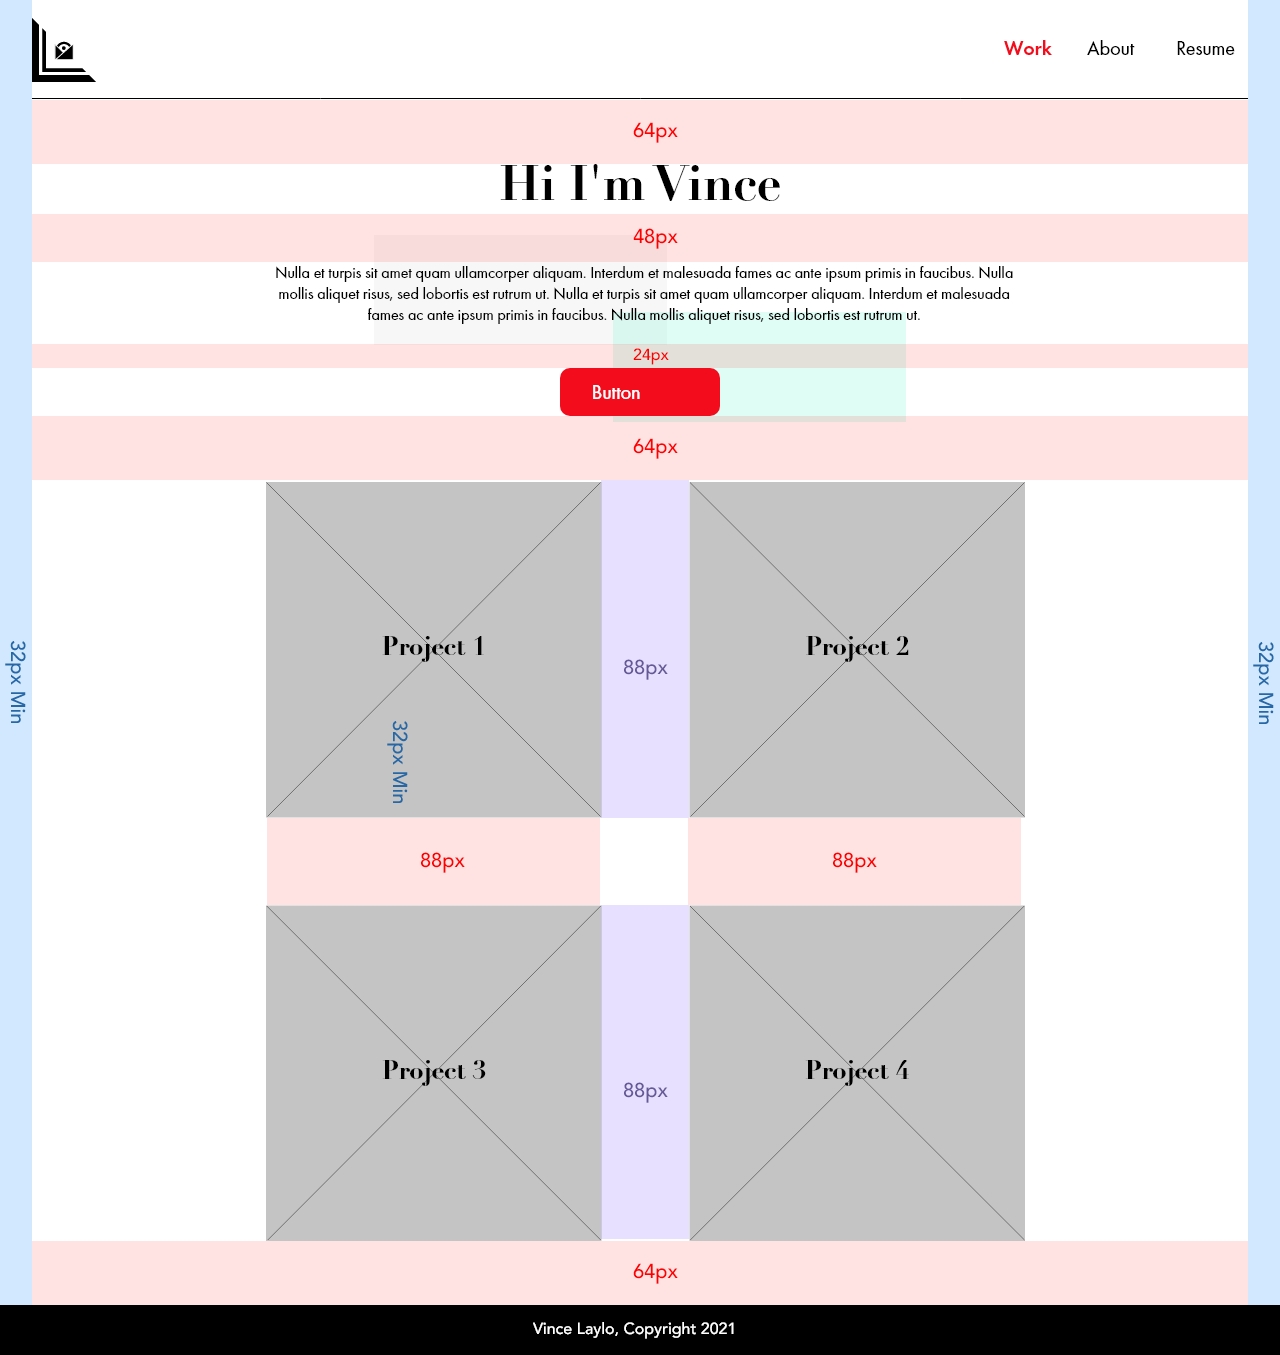 Work About Resume
64px
Hi I'm Vince
48px
Nulla et turpis sit amet quam ullamcorper aliquam. Interdum et malesuada fames ac ante ipsum primis in faucibus. Nulla
mollis aliquet risus, sed lobortis est rutrum ut. Nulla et turpis sit amet quam ullamcorper aliquam. Interdum et malesuada
fames ac ante ipsum primis in faucibus. Nulla mollis aliquet risus, sed lobortis est rutrum ut.
24px
Button
64px
Project 1
Project 2
88px
32px Min
32px Min
32px Min
88px
88px
Project 3
Project 4
88px
64px
Vince Laylo, Copyright 2021